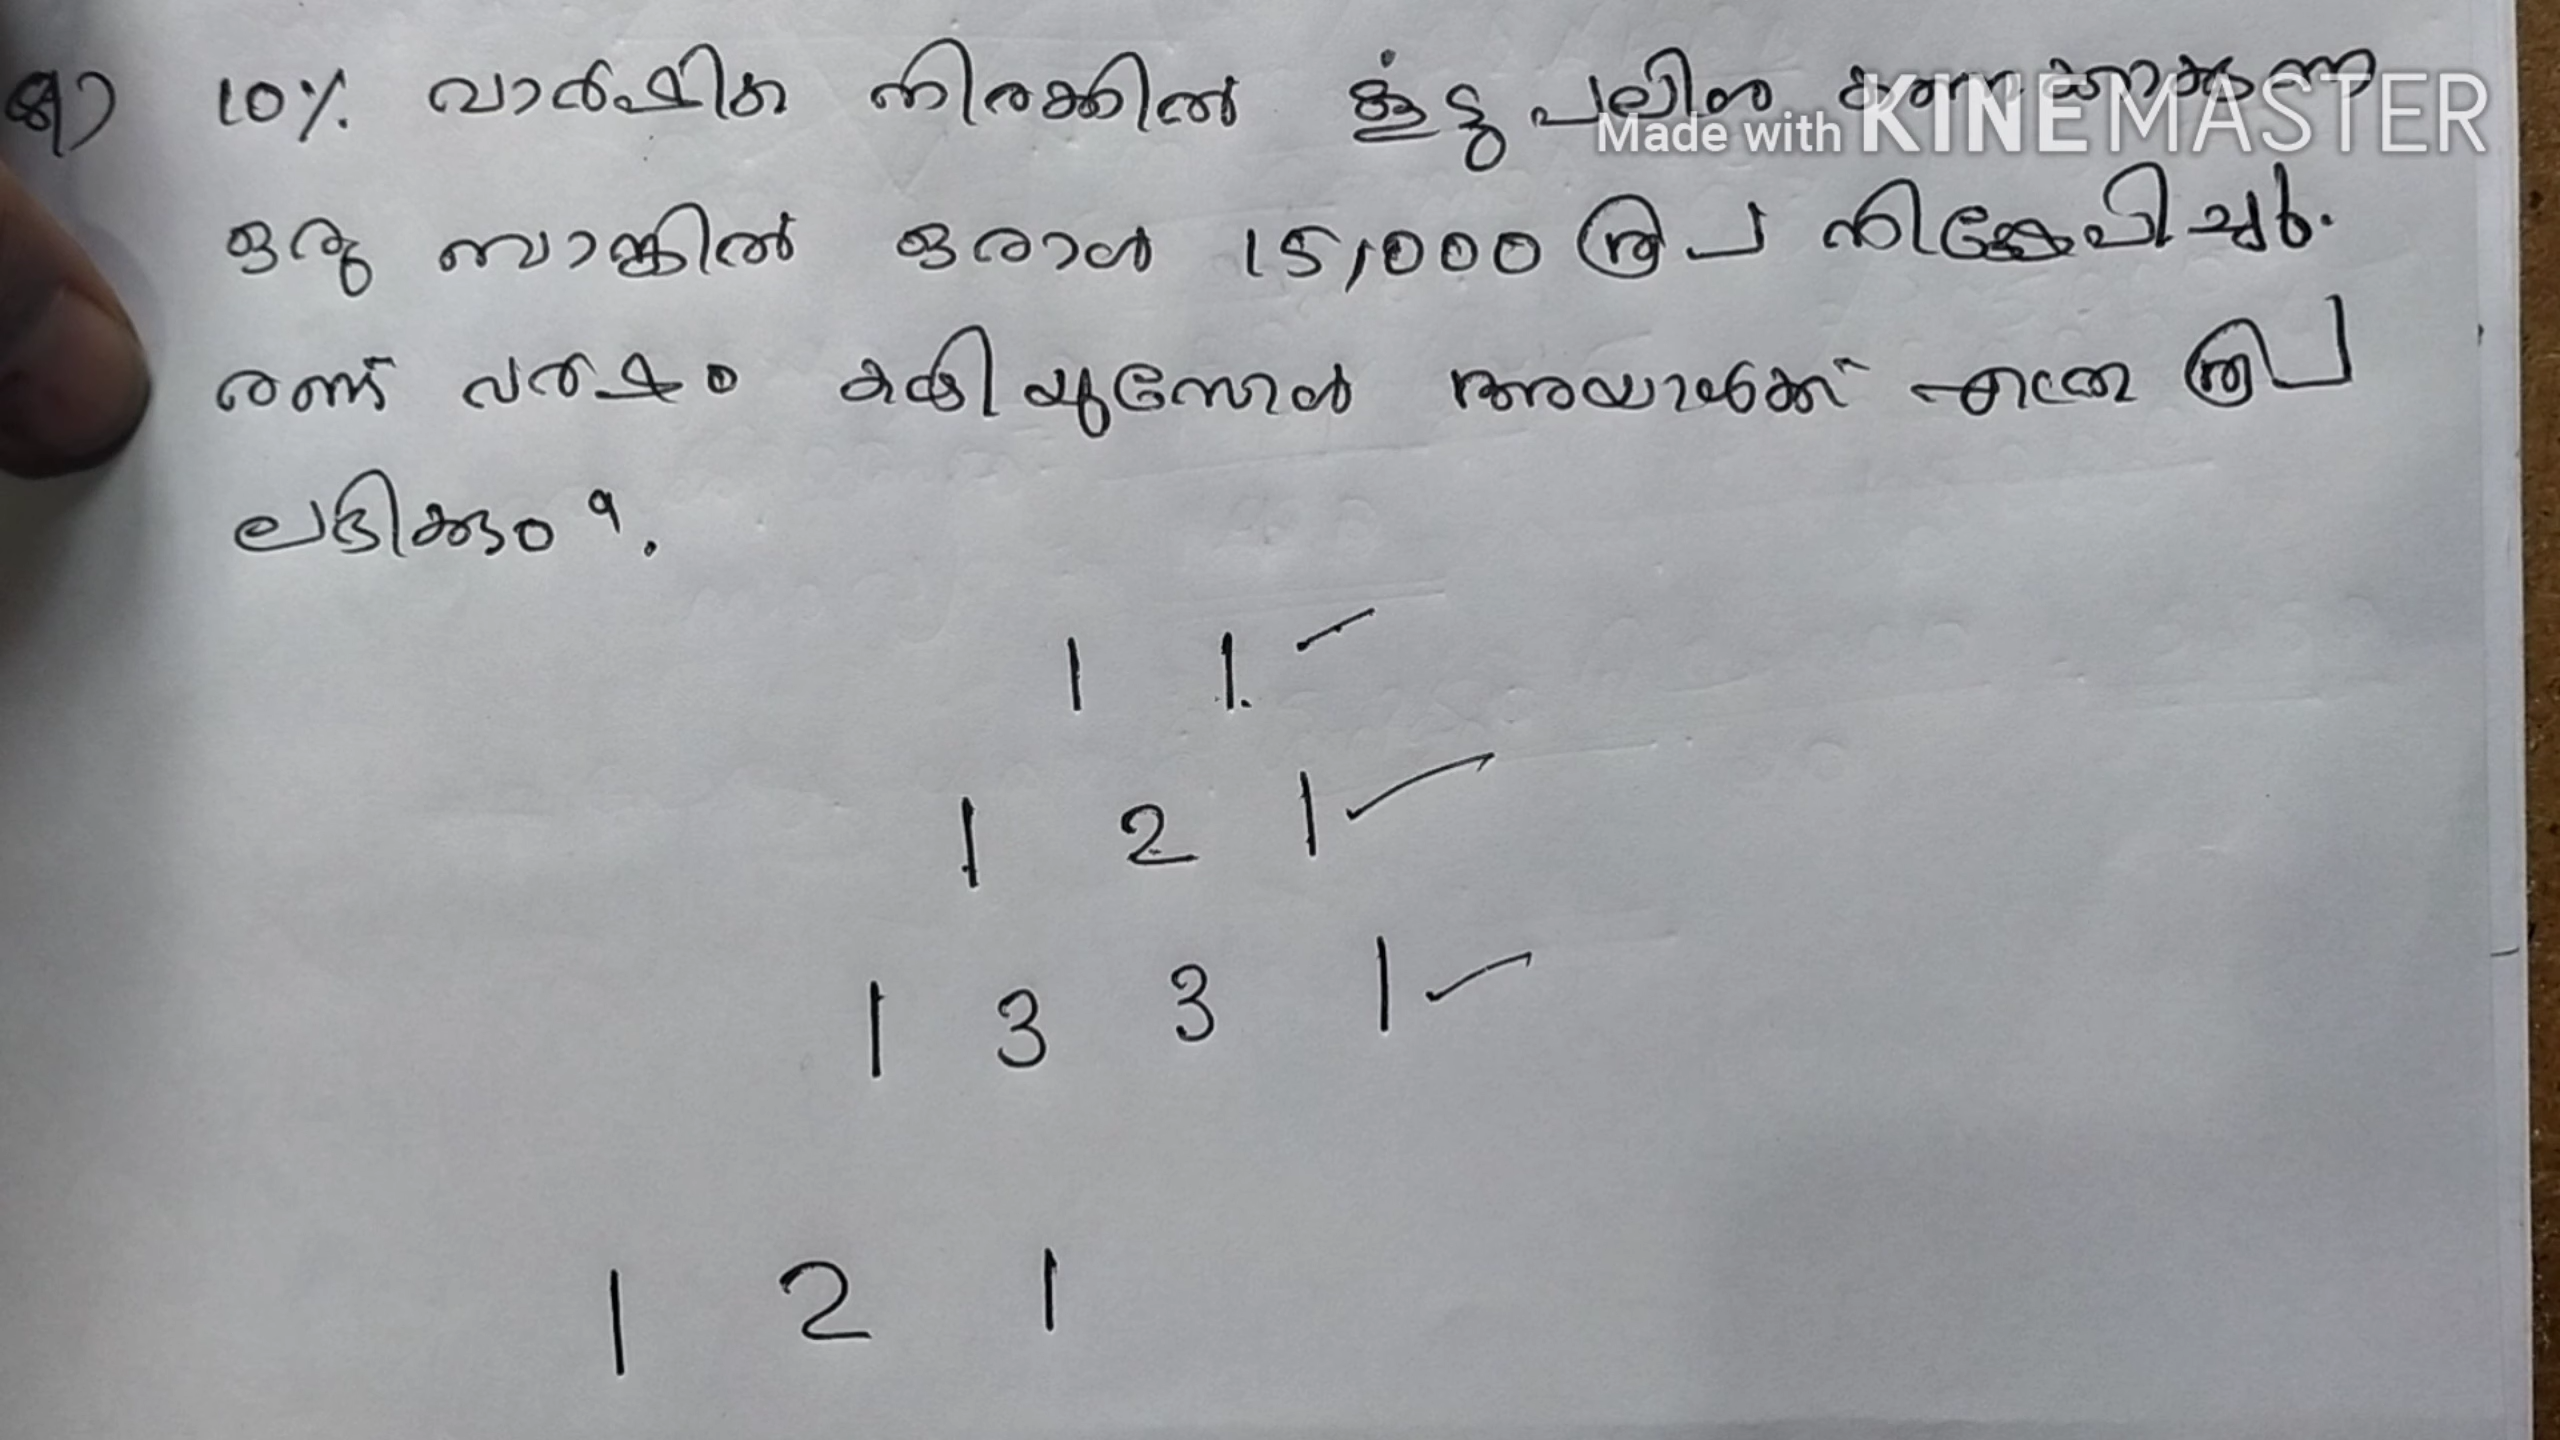 10% വാർഷിക നിരക്കിൽ കൂട്ടുപലിശ കണക്കാക്കുന്ന
Made with KINEMASTER
ഒരു ബാങ്കിൽ ഒരാൾ 15,000 രൂപ നിക്ഷേപിച്ചു.
രണ്ട് വർഷം കഴിയുമ്പോൾ അയാൾക്ക് എത്ര രൂപ
ലഭിക്കും ?.
1 1
1 2 1
1 3 3 1
1 2 1